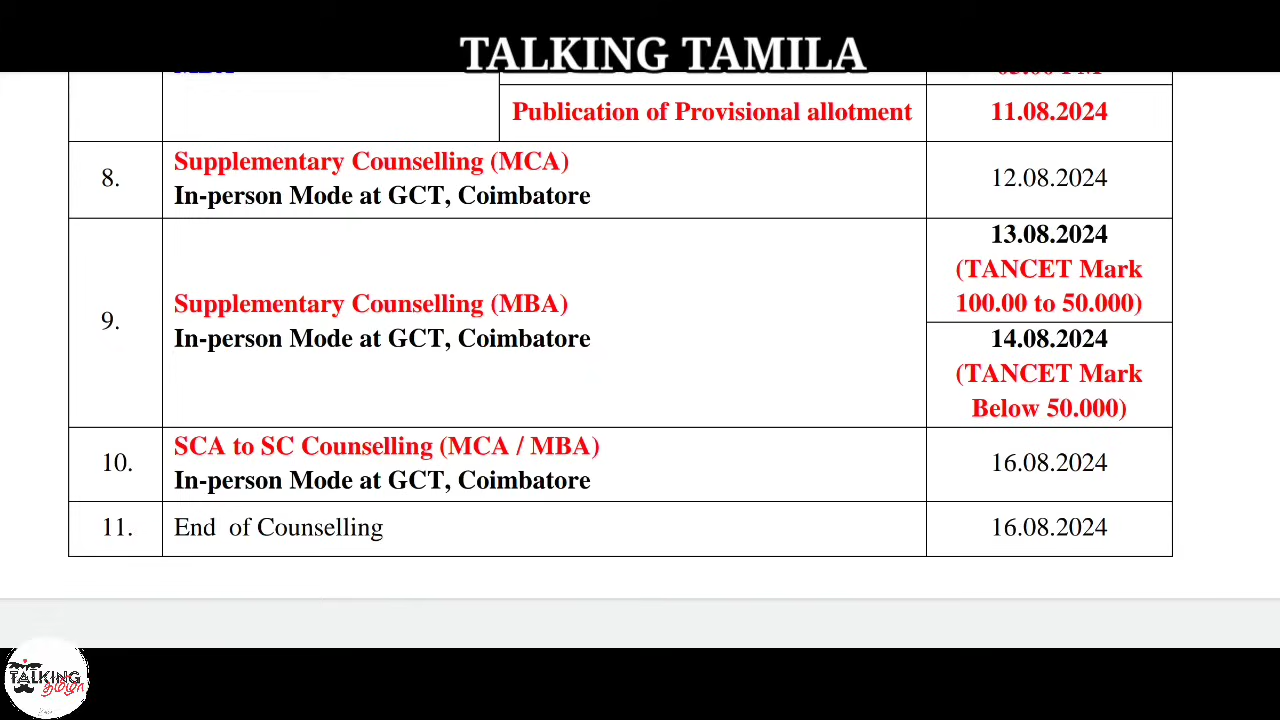 TALKING TAMILA
Publication of Provisional allotment 11.08.2024
8. Supplementary Counselling (MCA)
In-person Mode at GCT, Coimbatore
12.08.2024
9. Supplementary Counselling (MBA)
In-person Mode at GCT, Coimbatore
13.08.2024
(TANCET Mark
100.00 to 50.000)
14.08.2024
(TANCET Mark
Below 50.000)
10. SCA to SC Counselling (MCA / MBA)
In-person Mode at GCT, Coimbatore
16.08.2024
11. End of Counselling 16.08.2024
TALKING
தமிழா